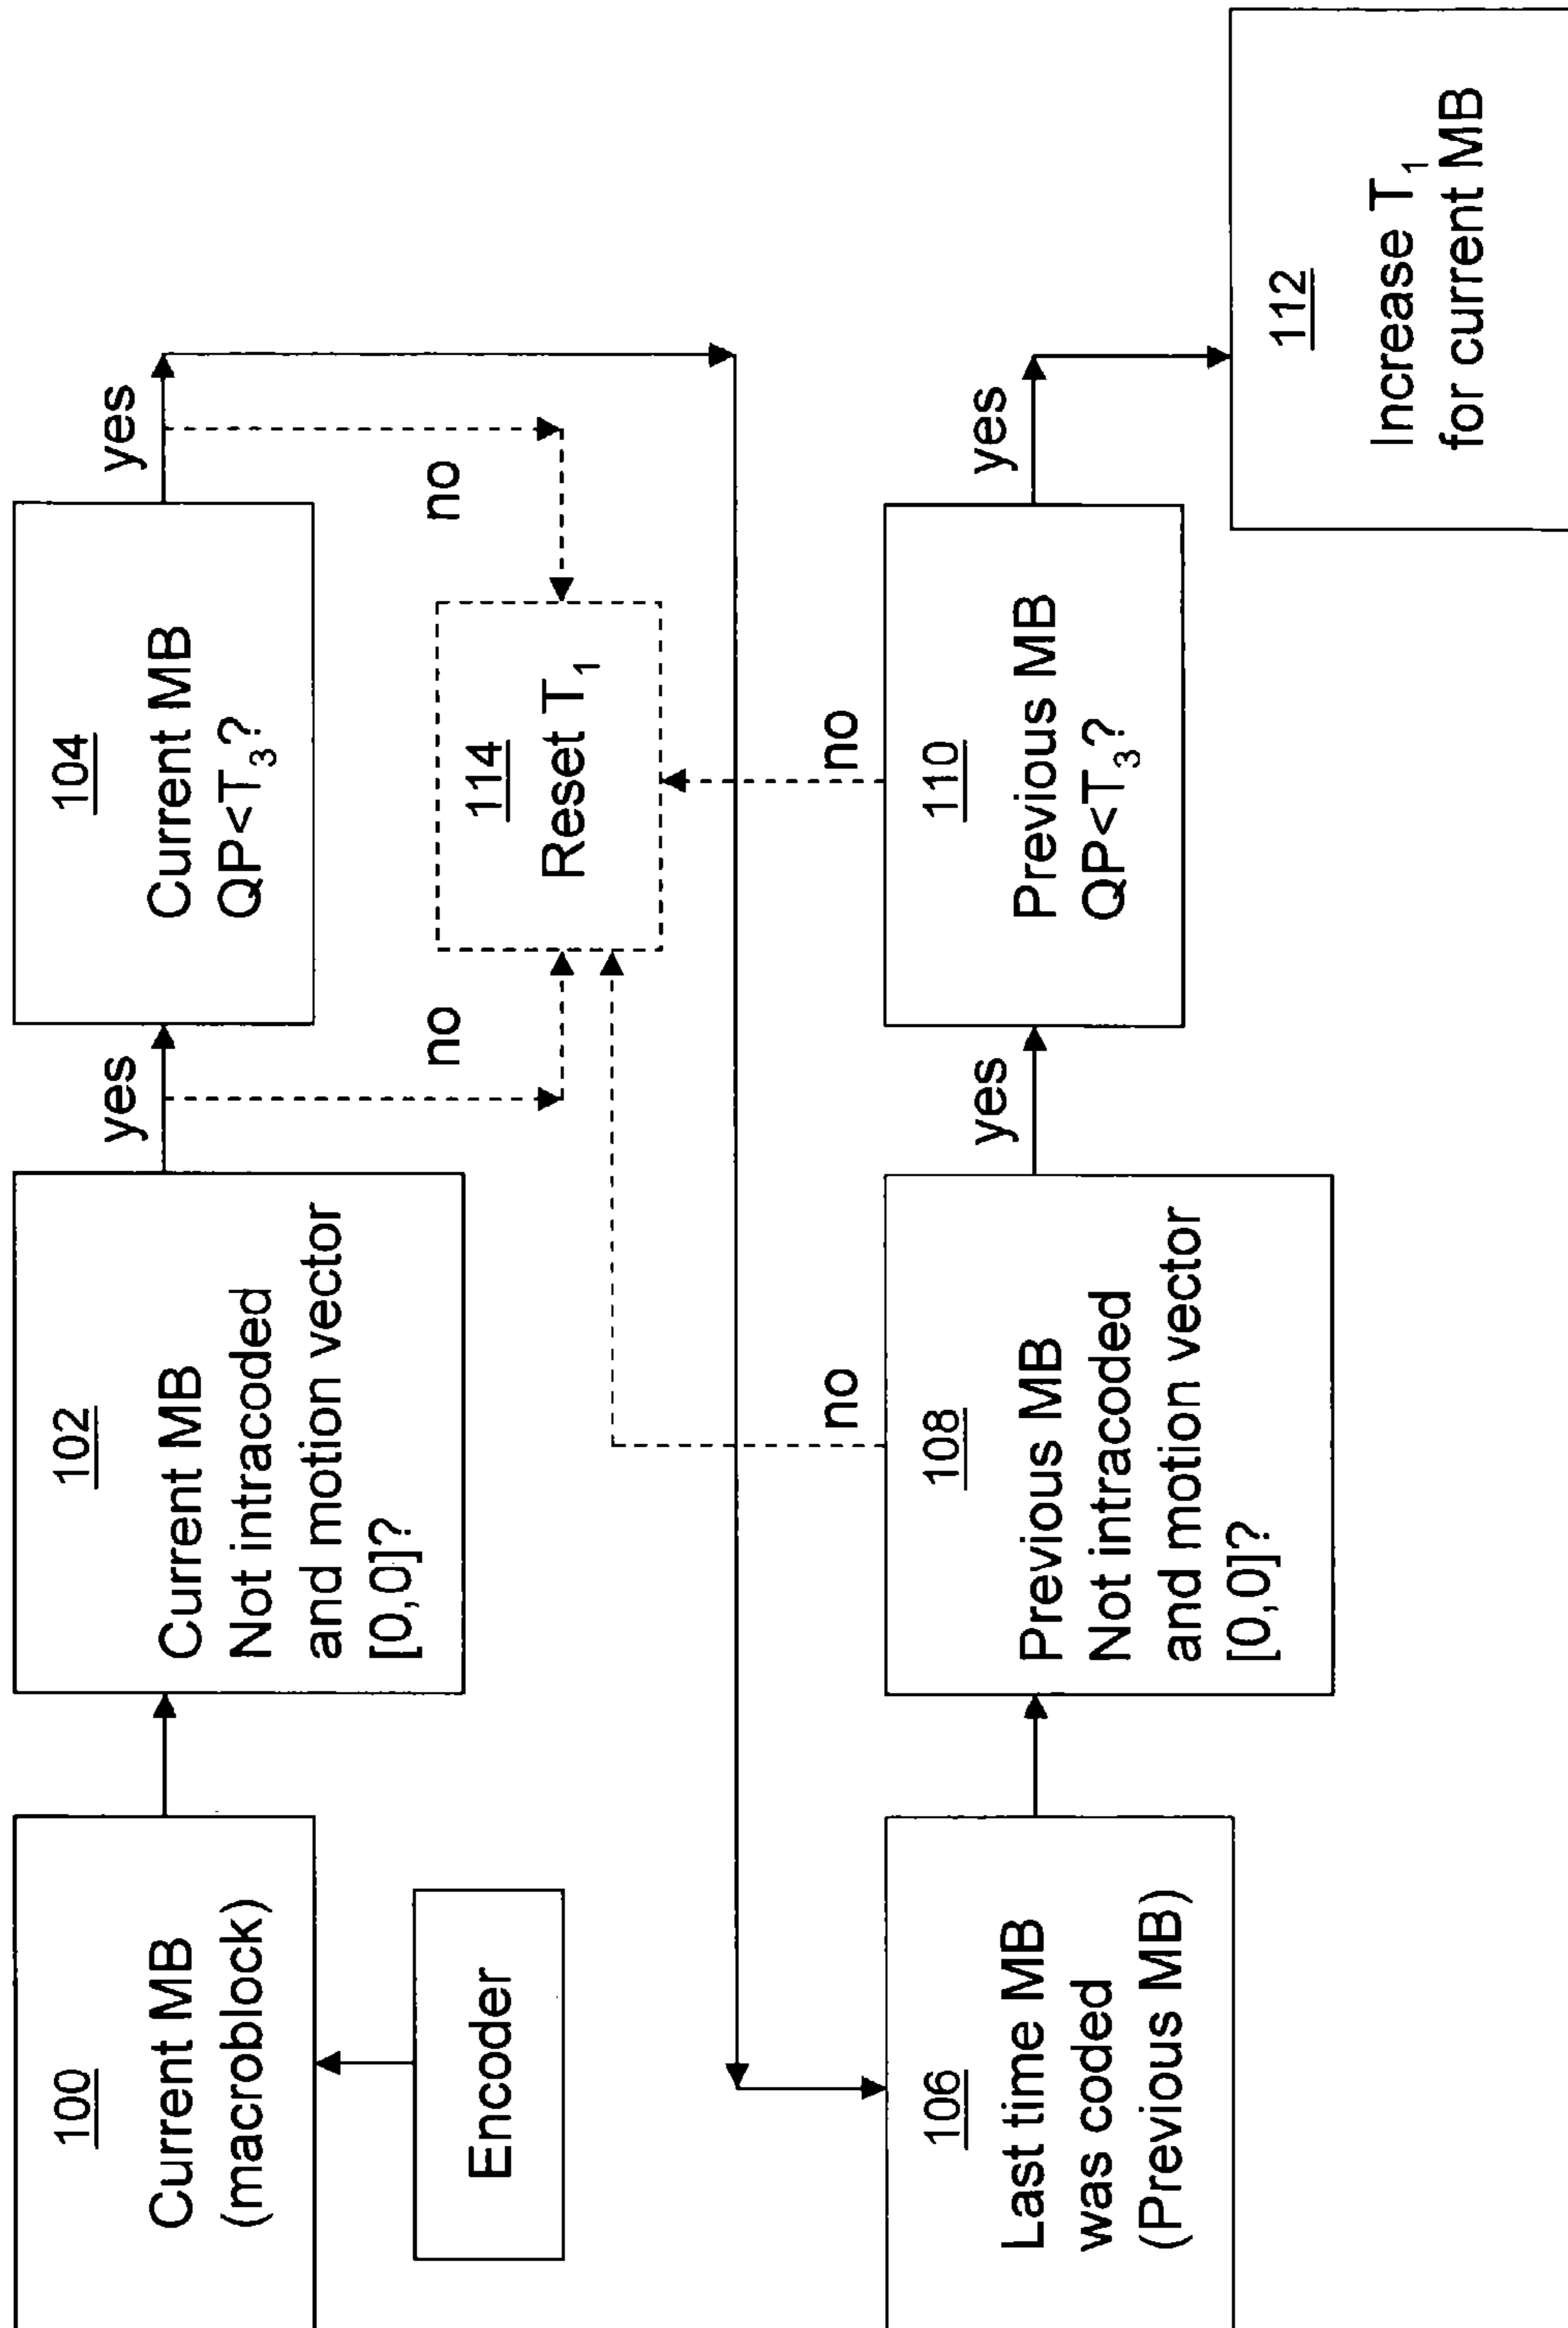 100
Current MB
(macroblock)
Encoder
102
Current MB
Not intracoded
and motion vector
[0,0]?
yes
no
104
Current MB
QP<T₃?
yes
no
114
Reset T₁
106
Last time MB
was coded
(Previous MB)
108
Previous MB
Not intracoded
and motion vector
[0,0]?
no
yes
110
Previous MB
QP<T₃?
no
yes
112
Increase T₁
for current MB